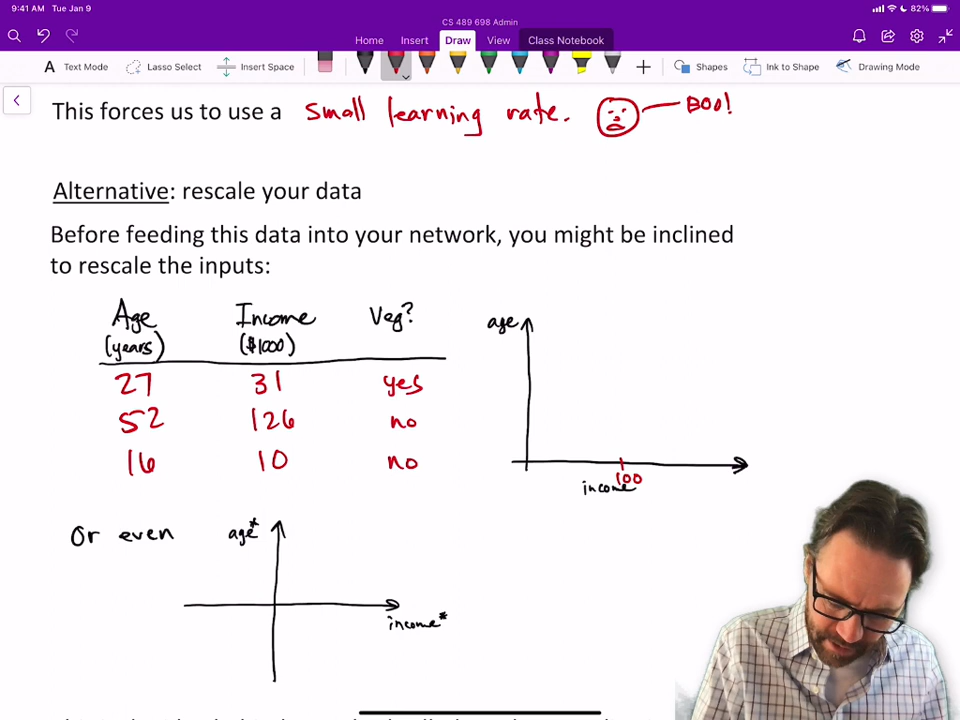 9:41 AM Tue Jan 9
82%
CS 489 698 Admin
Home Insert Draw View Class Notebook
A Text Mode Lasso Select Insert Space Shapes Ink to Shape Drawing Mode
This forces us to use a small learning rate. BOO!
Alternative: rescale your data
Before feeding this data into your network, you might be inclined
to rescale the inputs:
Age Income Veg?
(years) ($1000)
27 31 yes
52 126 no
16 10 no
age
100
income
Or even
age*
income*